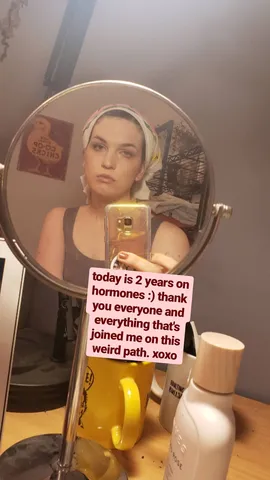 today is 2 years on
hormones :) thank
you everyone and
everything that's
joined me on this
weird path. xoxo